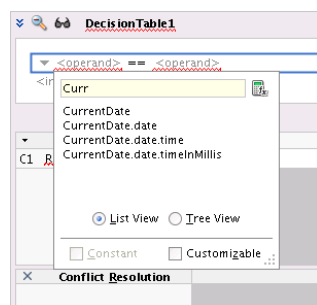 DecisionTable1
<operand> == <operand>
<in
Curr
CurrentDate
CurrentDate.date
CurrentDate.date.time
CurrentDate.date.timeInMillis
C1 R
List View Tree View
Constant Customizable
Conflict Resolution